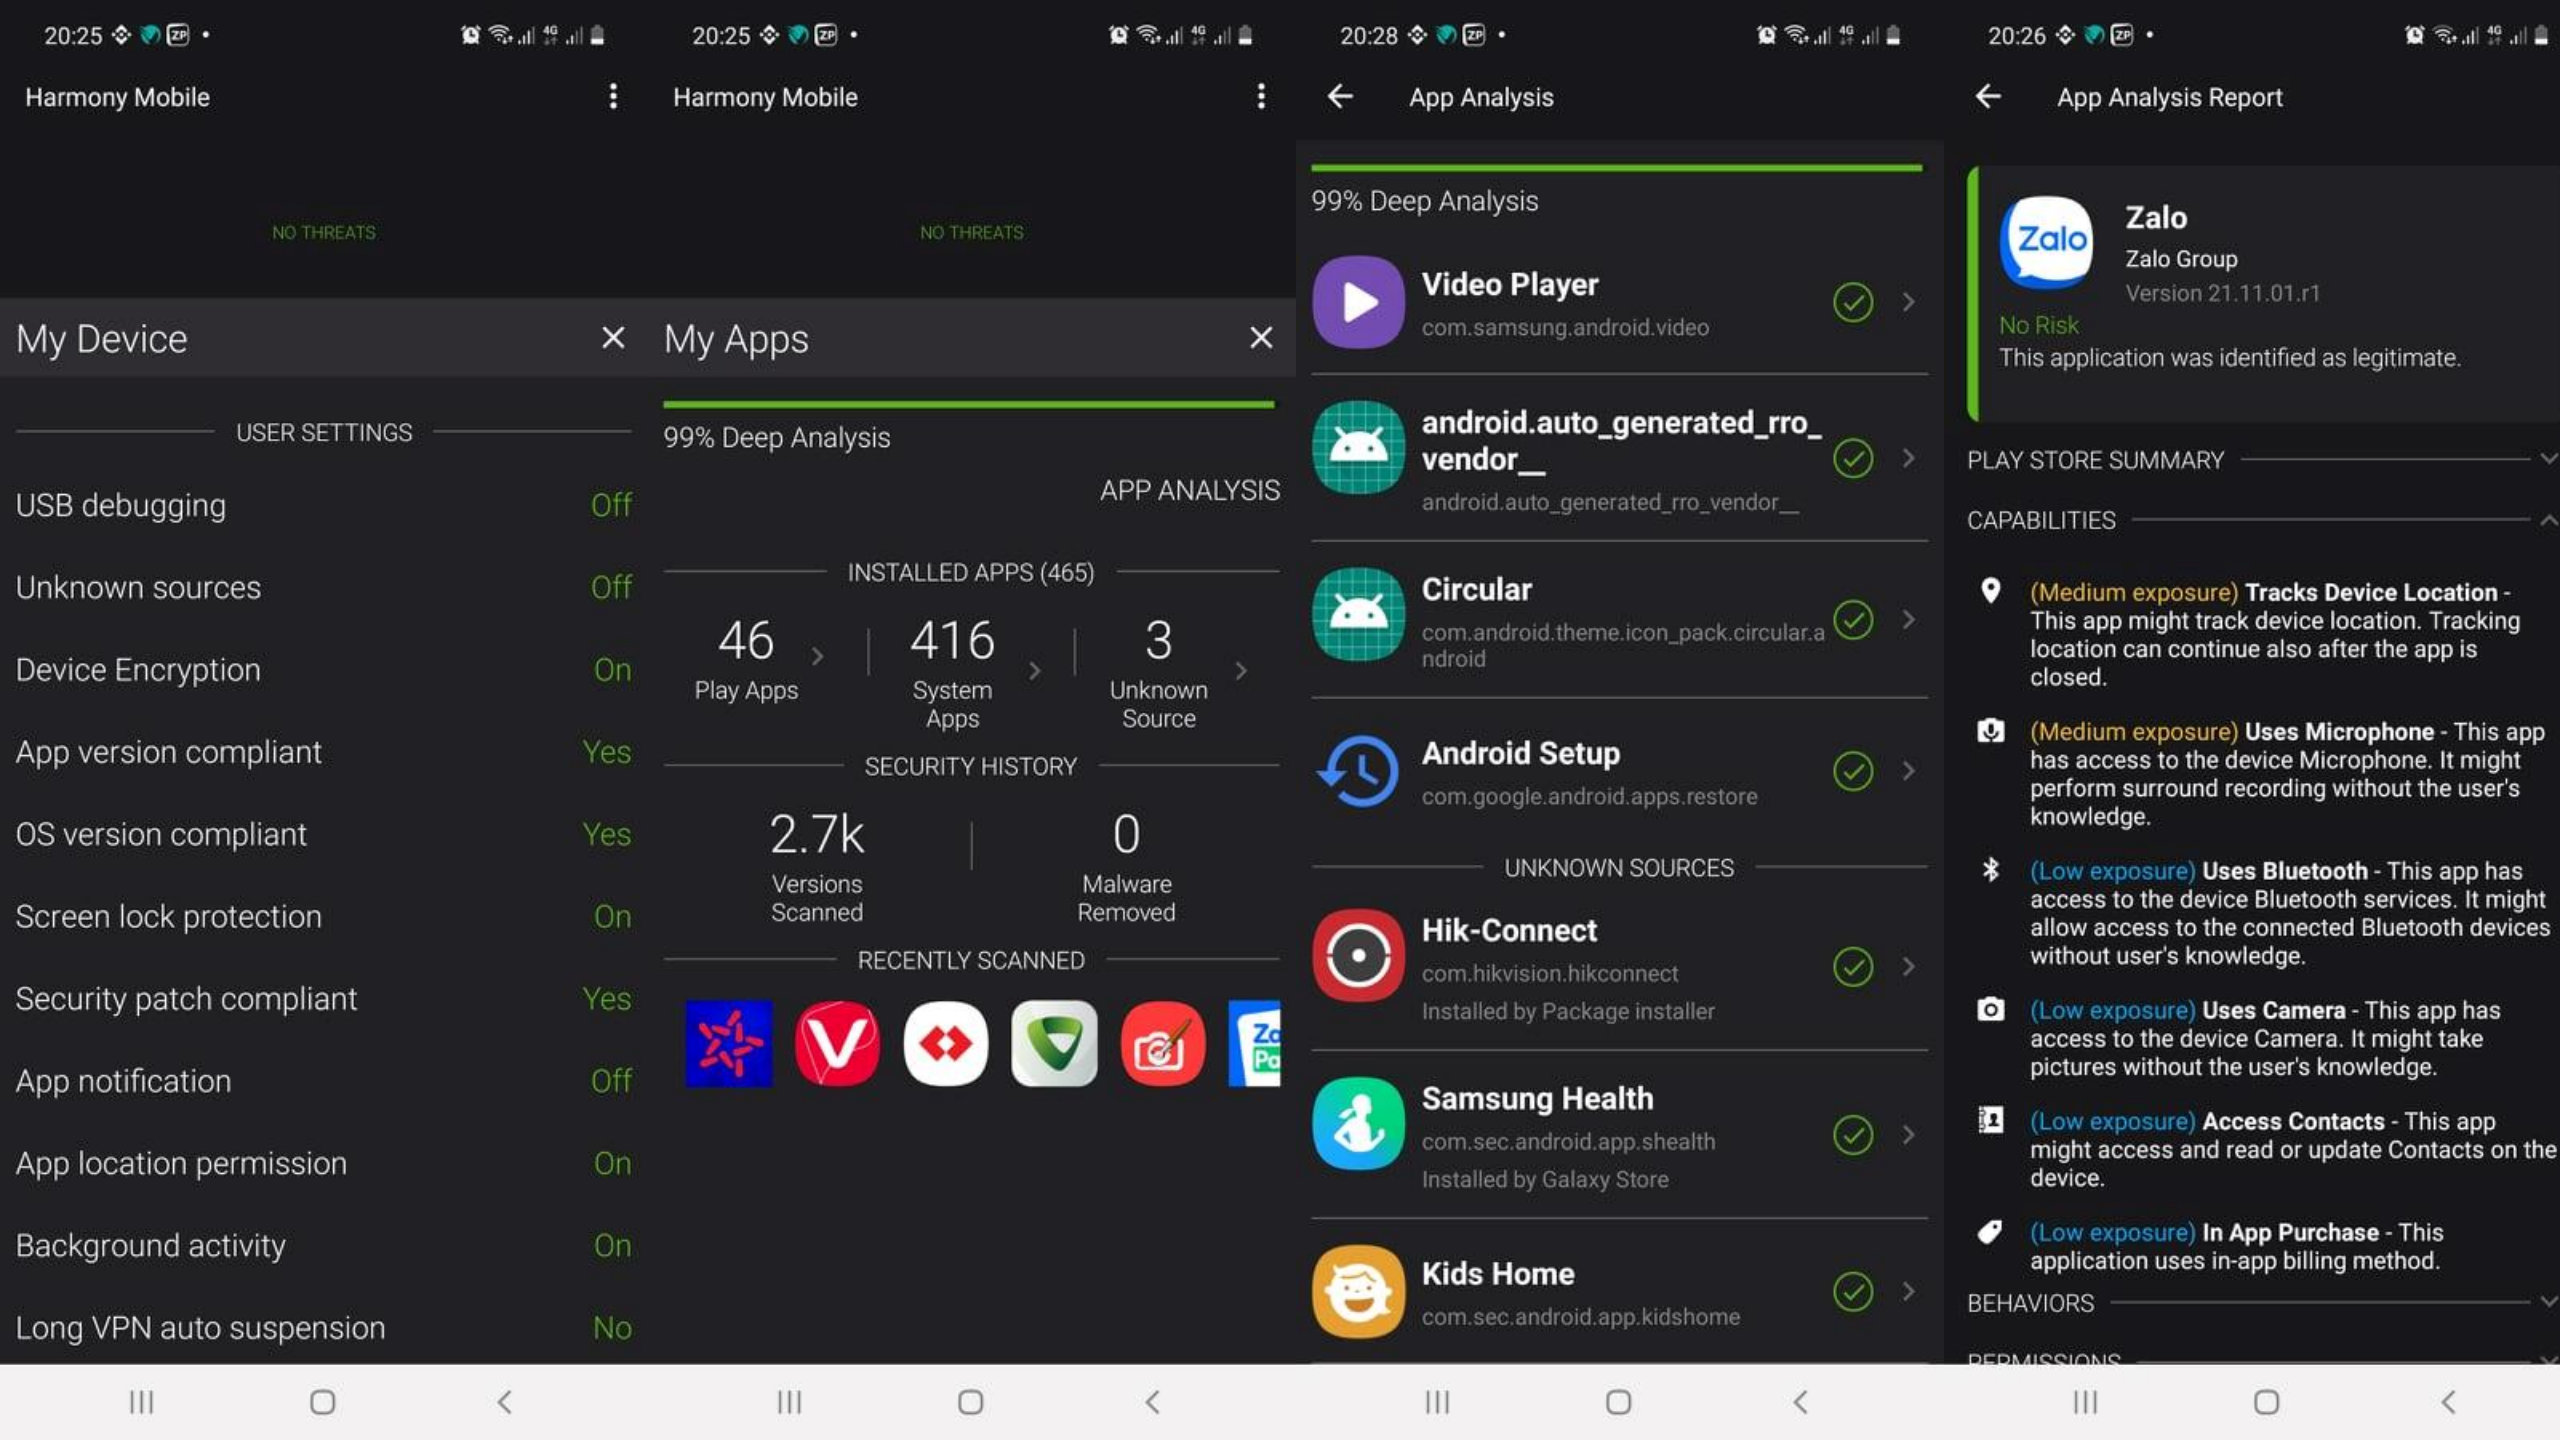 20:25
ZP
4G
Harmony Mobile
NO THREATS
My Device
USER SETTINGS
USB debugging Off
Unknown sources Off
Device Encryption On
App version compliant Yes
OS version compliant Yes
Screen lock protection On
Security patch compliant Yes
App notification Off
App location permission On
Background activity On
Long VPN auto suspension No
20:25
ZP
4G
Harmony Mobile
NO THREATS
My Apps
99% Deep Analysis
APP ANALYSIS
INSTALLED APPS (465)
46 416 3
Play Apps System Unknown
Apps Source
SECURITY HISTORY
2.7k 0
Versions Malware
Scanned Removed
RECENTLY SCANNED
20:28
ZP
4G
App Analysis
99% Deep Analysis
Video Player
com.samsung.android.video
android.auto_generated_rro_
vendor__
android.auto_generated_rro_vendor__
Circular
com.android.theme.icon_pack.circular.a
ndroid
Android Setup
com.google.android.apps.restore
UNKNOWN SOURCES
Hik-Connect
com.hikvision.hikconnect
Installed by Package installer
Samsung Health
com.sec.android.app.shealth
Installed by Galaxy Store
Kids Home
com.sec.android.app.kidshome
20:26
ZP
4G
App Analysis Report
Zalo
Zalo
Zalo Group
Version 21.11.01.r1
No Risk
This application was identified as legitimate.
PLAY STORE SUMMARY
CAPABILITIES
(Medium exposure) Tracks Device Location -
This app might track device location. Tracking
location can continue also after the app is
closed.
(Medium exposure) Uses Microphone - This app
has access to the device Microphone. It might
perform surround recording without the user's
knowledge.
(Low exposure) Uses Bluetooth - This app has
access to the device Bluetooth services. It might
allow access to the connected Bluetooth devices
without user's knowledge.
(Low exposure) Uses Camera - This app has
access to the device Camera. It might take
pictures without the user's knowledge.
(Low exposure) Access Contacts - This app
might access and read or update Contacts on the
device.
(Low exposure) In App Purchase - This
application uses in-app billing method.
BEHAVIORS
PERMISSIONS